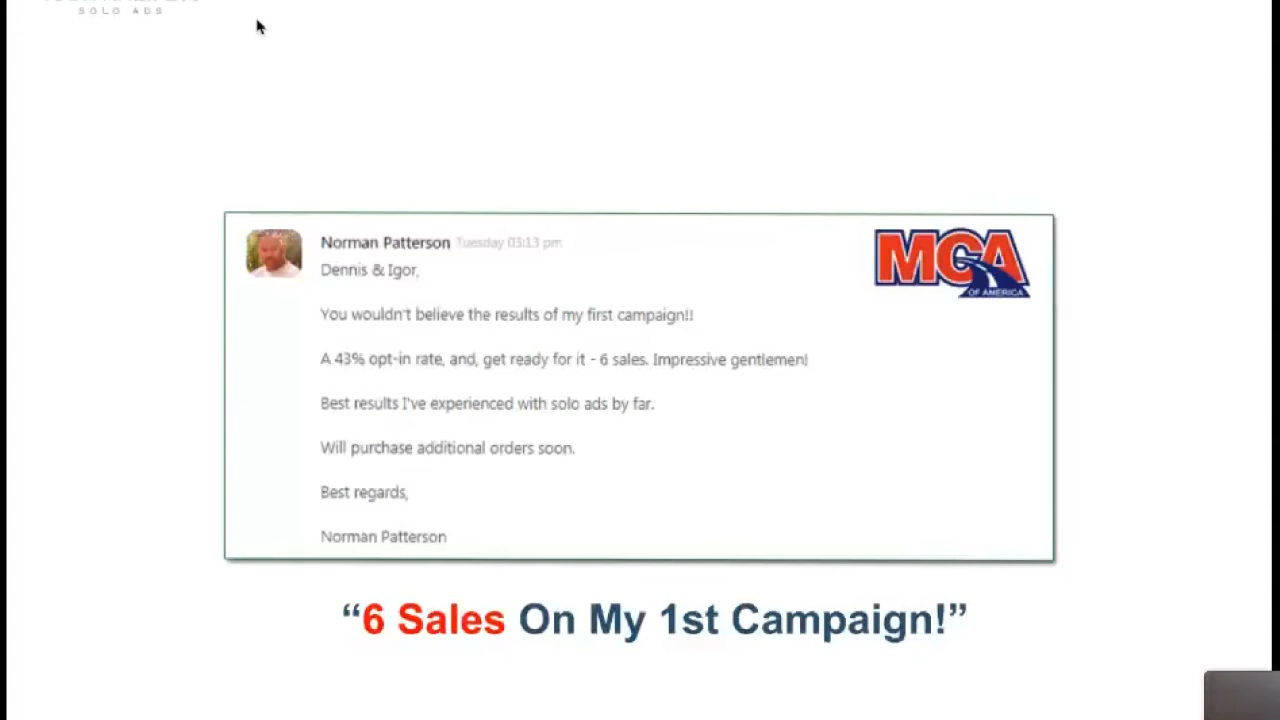 SOLO ADS
Norman Patterson Tuesday 03:13 pm
MCA
OF AMERICA
Dennis & Igor,
You wouldn't believe the results of my first campaign!!
A 43% opt-in rate, and, get ready for it - 6 sales. Impressive gentlemen!
Best results I've experienced with solo ads by far.
Will purchase additional orders soon.
Best regards,
Norman Patterson
“6 Sales On My 1st Campaign!”